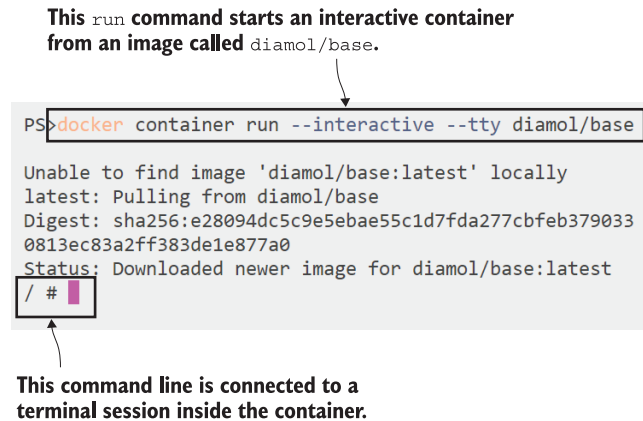 This run command starts an interactive container
from an image called diamol/base.
PS>docker container run --interactive --tty diamol/base
Unable to find image 'diamol/base:latest' locally
latest: Pulling from diamol/base
Digest: sha256:e28094dc5c9e5ebae55c1d7fda277cbfeb379033
0813ec83a2ff383de1e877a0
Status: Downloaded newer image for diamol/base:latest
/ #
This command line is connected to a
terminal session inside the container.